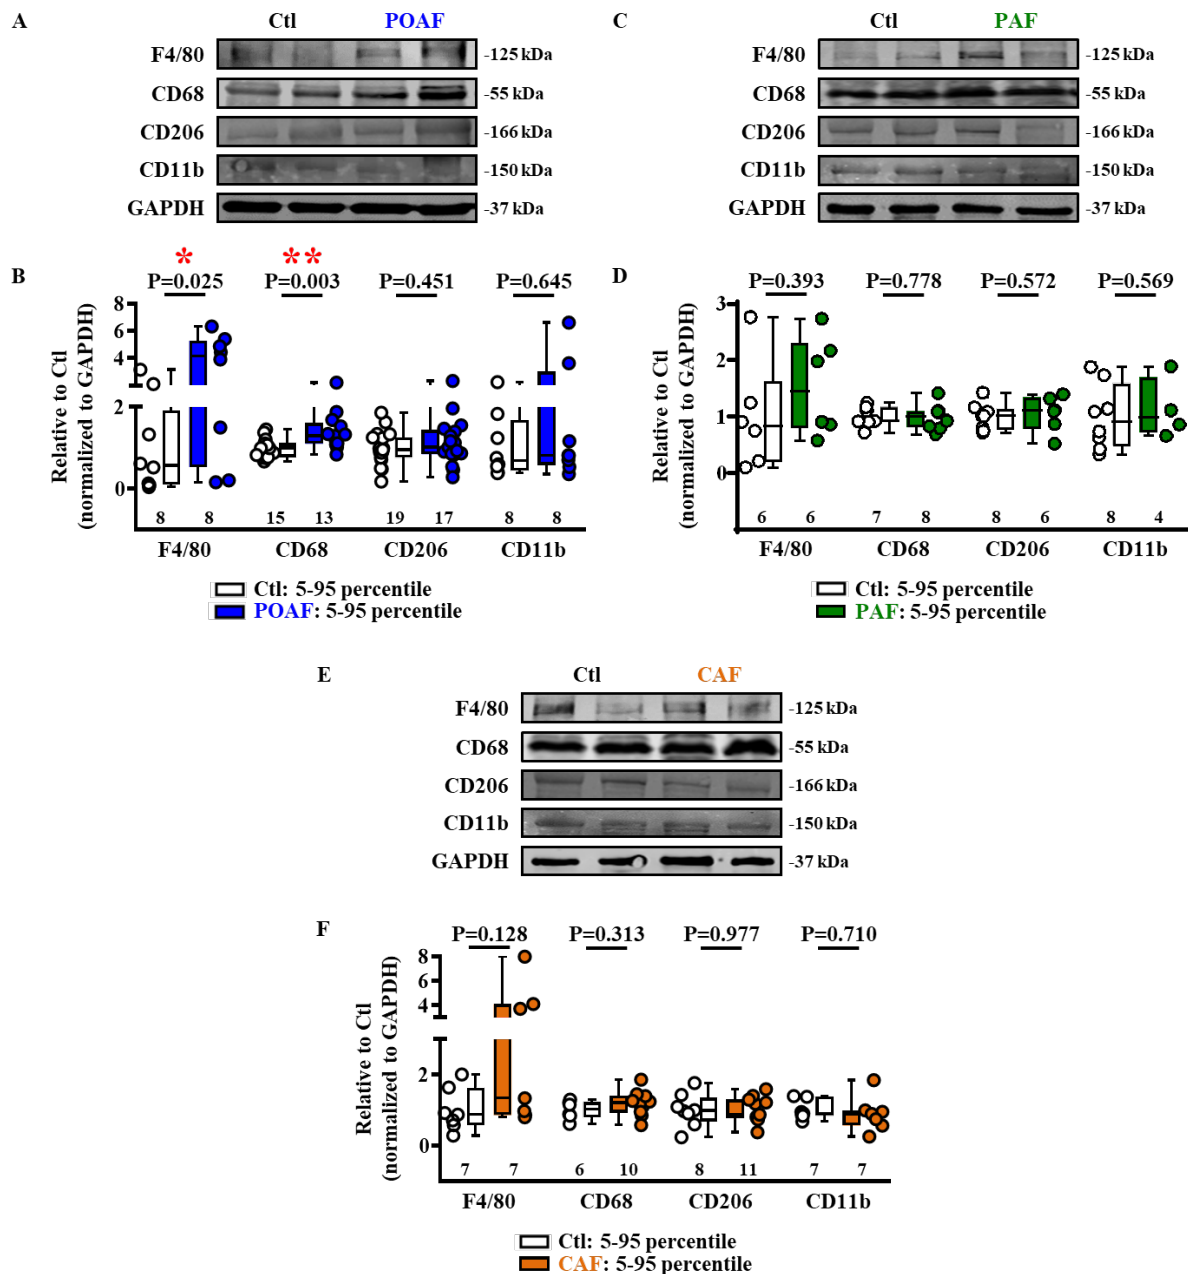 A
Ctl POAF
F4/80 -125 kDa
CD68 -55 kDa
CD206 -166 kDa
CD11b -150 kDa
GAPDH -37 kDa
C
Ctl PAF
F4/80 -125 kDa
CD68 -55 kDa
CD206 -166 kDa
CD11b -150 kDa
GAPDH -37 kDa
B
* **
P=0.025 P=0.003 P=0.451 P=0.645
Relative to Ctl
(normalized to GAPDH)
8
6
4
2
0
8 8 15 13 19 17 8 8
F4/80 CD68 CD206 CD11b
Ctl: 5-95 percentile
POAF: 5-95 percentile
D
P=0.393 P=0.778 P=0.572 P=0.569
Relative to Ctl
(normalized to GAPDH)
3
2
1
0
6 6 7 8 8 6 8 4
F4/80 CD68 CD206 CD11b
Ctl: 5-95 percentile
PAF: 5-95 percentile
E
Ctl CAF
F4/80 -125 kDa
CD68 -55 kDa
CD206 -166 kDa
CD11b -150 kDa
GAPDH -37 kDa
F
P=0.128 P=0.313 P=0.977 P=0.710
Relative to Ctl
(normalized to GAPDH)
8
6
4
2
0
7 7 6 10 8 11 7 7
F4/80 CD68 CD206 CD11b
Ctl: 5-95 percentile
CAF: 5-95 percentile